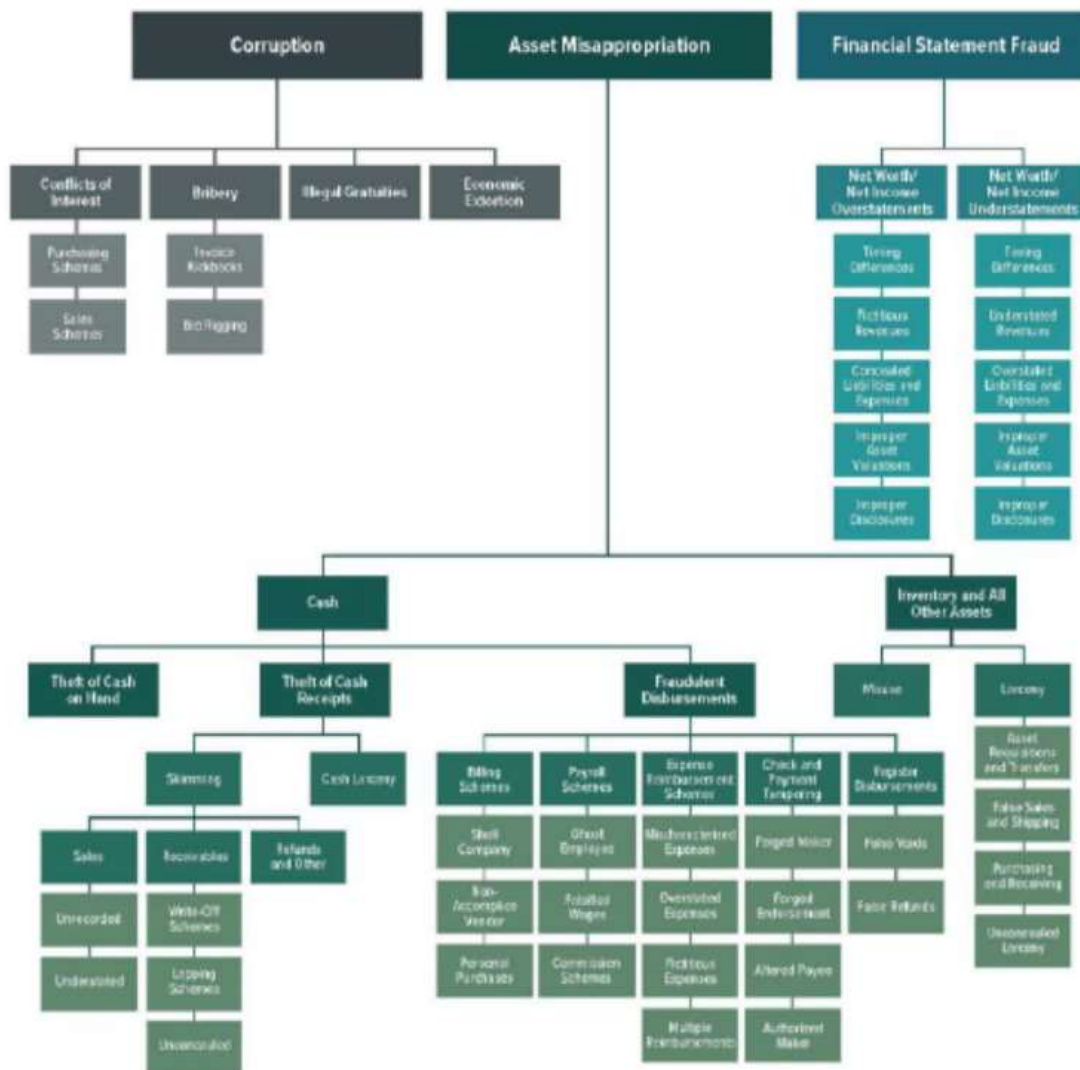 Corruption
Asset Misappropriation
Financial Statement Fraud
Conflicts of
Interest
Bribery
Illegal Gratuities
Economic
Extortion
Net Worth/
Net Income
Overstatements
Net Worth/
Net Income
Understatements
Purchasing
Schemes
Invoice
Kickbacks
Timing
Differences
Timing
Differences
Sales
Schemes
Bid Rigging
Fictitious
Revenues
Understated
Revenues
Concealed
Liabilities and
Expenses
Overstated
Liabilities and
Expenses
Improper
Asset
Valuations
Improper
Asset
Valuations
Improper
Disclosures
Improper
Disclosures
Cash
Inventory and All
Other Assets
Theft of Cash
on Hand
Theft of Cash
Receipts
Fraudulent
Disbursements
Misuse
Larceny
Skimming
Cash Larceny
Billing
Schemes
Payroll
Schemes
Expense
Reimbursement
Schemes
Check and
Payment
Tampering
Register
Disbursements
Asset
Requisitions
and Transfers
Sales
Receivables
Refunds
and Other
Shell
Company
Ghost
Employee
Mischaracterized
Expenses
Forged Maker
False Voids
False Sales
and Shipping
Unrecorded
Write-Off
Schemes
Non-
Accomplice
Vendor
Falsified
Wages
Overstated
Expenses
Forged
Endorsement
False Refunds
Purchasing
and Receiving
Understated
Lapping
Schemes
Personal
Purchases
Commission
Schemes
Fictitious
Expenses
Altered Payee
Unconcealed
Larceny
Unconcealed
Multiple
Reimbursements
Authorized
Maker